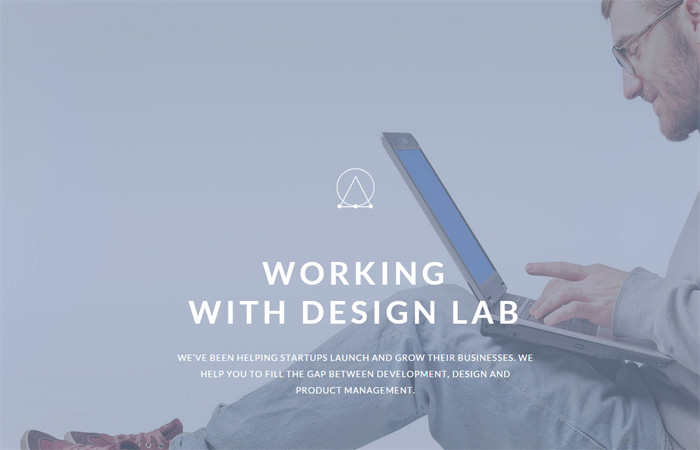 WORKING
WITH DESIGN LAB
WE'VE BEEN HELPING STARTUPS LAUNCH AND GROW THEIR BUSINESSES. WE
HELP YOU TO FILL THE GAP BETWEEN DEVELOPMENT, DESIGN AND
PRODUCT MANAGEMENT.